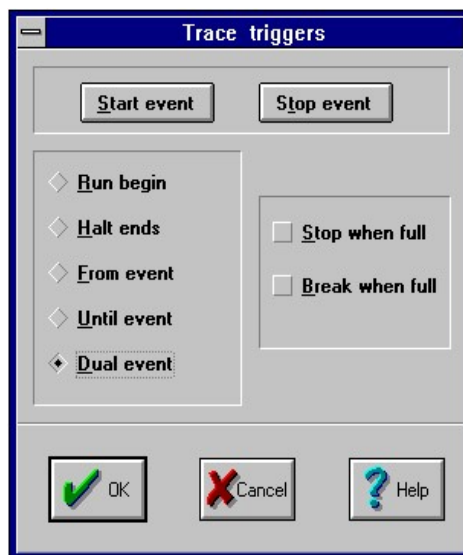 Trace triggers
Start event
Stop event
Run begin
Halt ends
From event
Until event
Dual event
Stop when full
Break when full
OK
Cancel
Help